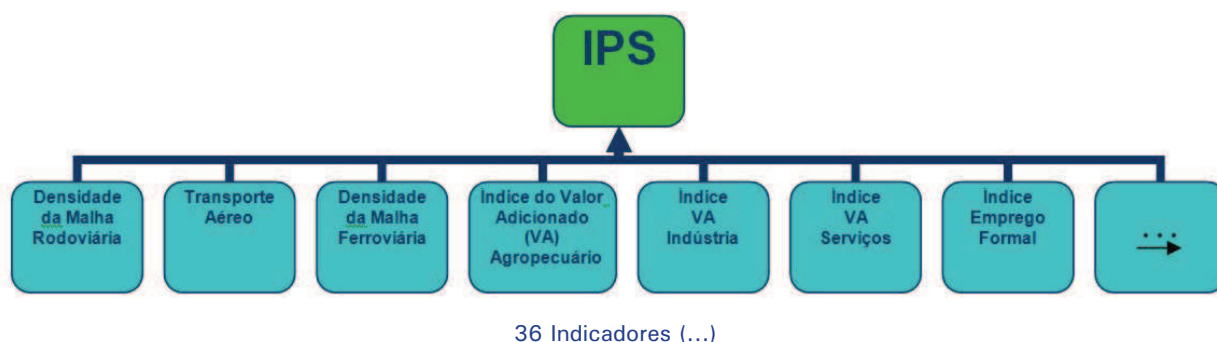 IPS
Densidade
da Malha
Rodoviária
Transporte
Aéreo
Densidade
da Malha
Ferroviária
Índice do Valor
Adicionado
(VA)
Agropecuário
Índice
VA
Indústria
Índice
VA
Serviços
Índice
Emprego
Formal
...
36 Indicadores (...)